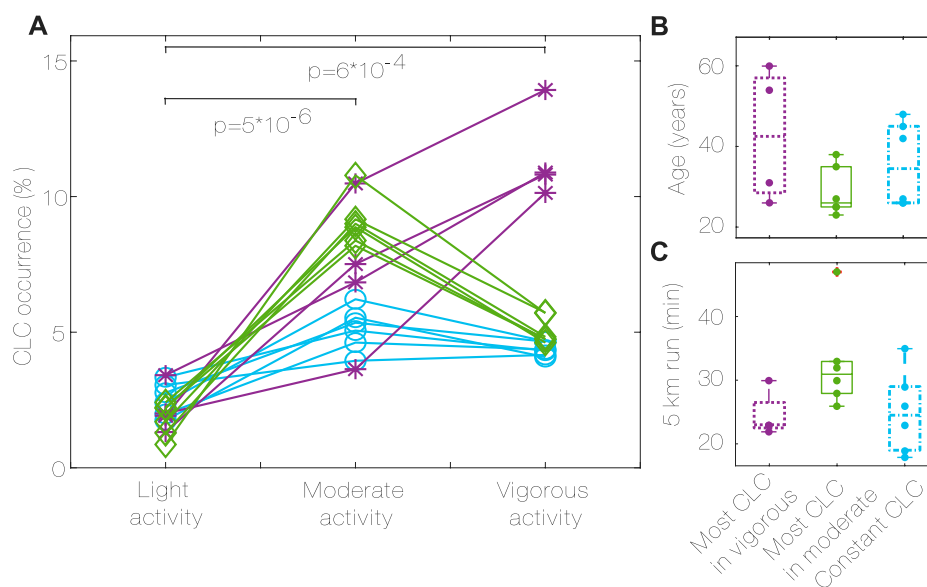 A
CLC occurrence (%)
15
10
5
0
p=6*10-4
p=5*10-6
Light
activity
Moderate
activity
Vigorous
activity
B
Age (years)
60
40
20
C
5 km run (min)
40
30
20
Most CLC
in vigorous
Most CLC
in moderate
Constant CLC